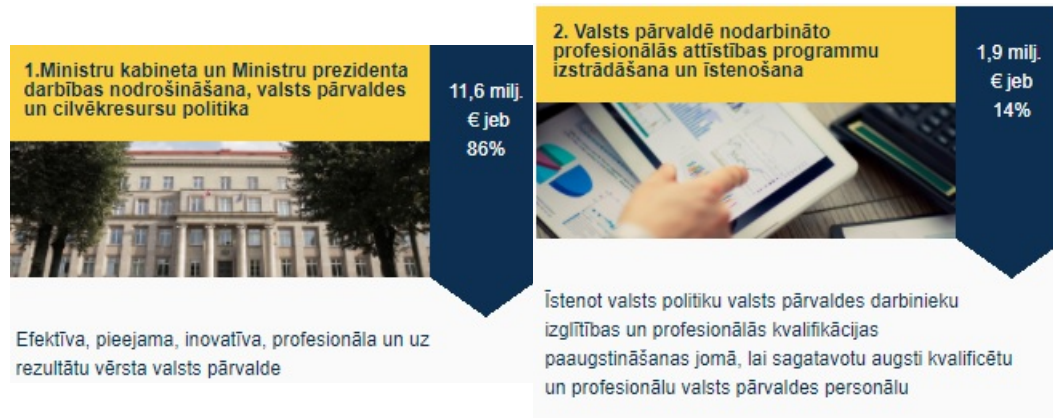 1.Ministru kabineta un Ministru prezidenta
darbības nodrošināšana, valsts pārvaldes
un cilvēkresursu politika
11,6 milj.
€ jeb
86%
Efektīva, pieejama, inovatīva, profesionāla un uz
rezultātu vērsta valsts pārvalde
2. Valsts pārvaldē nodarbināto
profesionālās attīstības programmu
izstrādāšana un īstenošana
1,9 milj.
€ jeb
14%
Īstenot valsts politiku valsts pārvaldes darbinieku
izglītības un profesionālās kvalifikācijas
paaugstināšanas jomā, lai sagatavotu augsti kvalificētu
un profesionālu valsts pārvaldes personālu